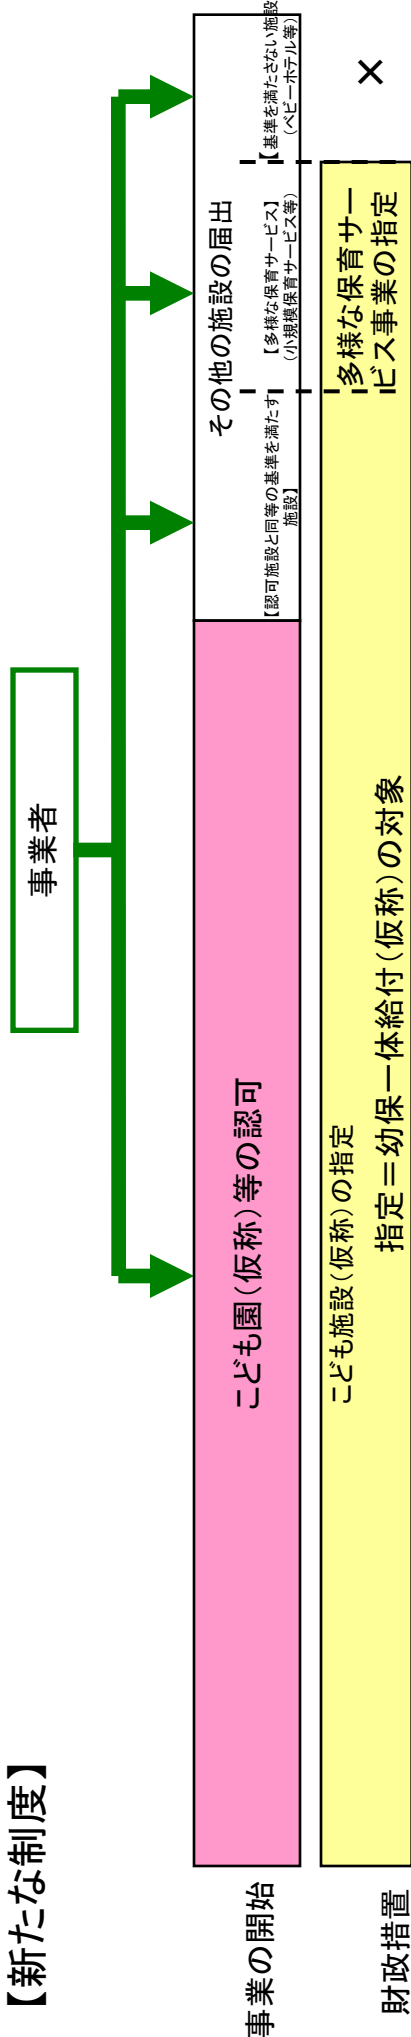 【新たな制度】
事業者
事業の開始
こども園(仮称)等の認可
その他の施設の届出
【認可施設と同等の基準を満たす
施設】
【多様な保育サービス】
(小規模保育サービス等)
【基準を満たさない施設
(ベビーホテル等)
財政措置
こども施設(仮称)の指定
指定=幼保一体給付(仮称)の対象
多様な保育サー
ビス事業の指定
×